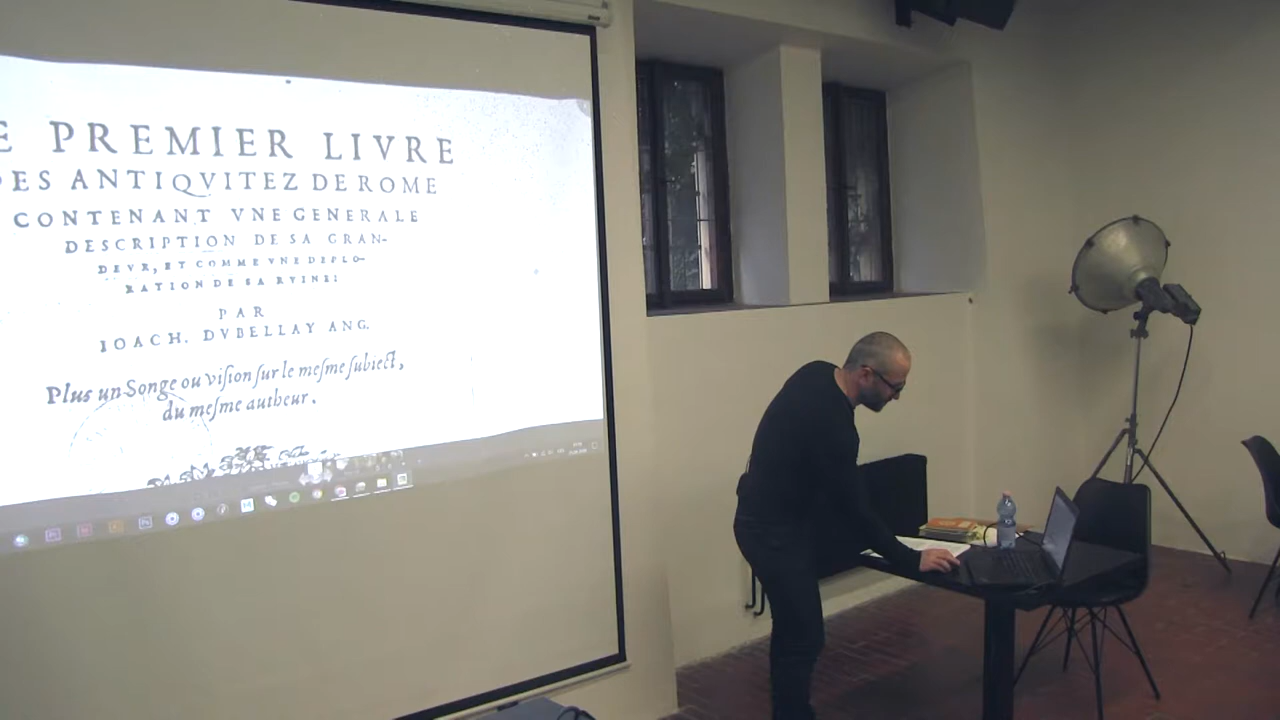 E PREMIER LIVRE
DES ANTIQVITEZ DE ROME
CONTENANT VNE GENERALE
DESCRIPTION DE SA GRAN-
DEVR, ET COMME VNE DEPLO-
RATION DE SA RVINE:
PAR
IOACH. DVBELLAY ANG.
Plus un Songe ou viſion ſur le meſme ſubiect,
du meſme autheur.